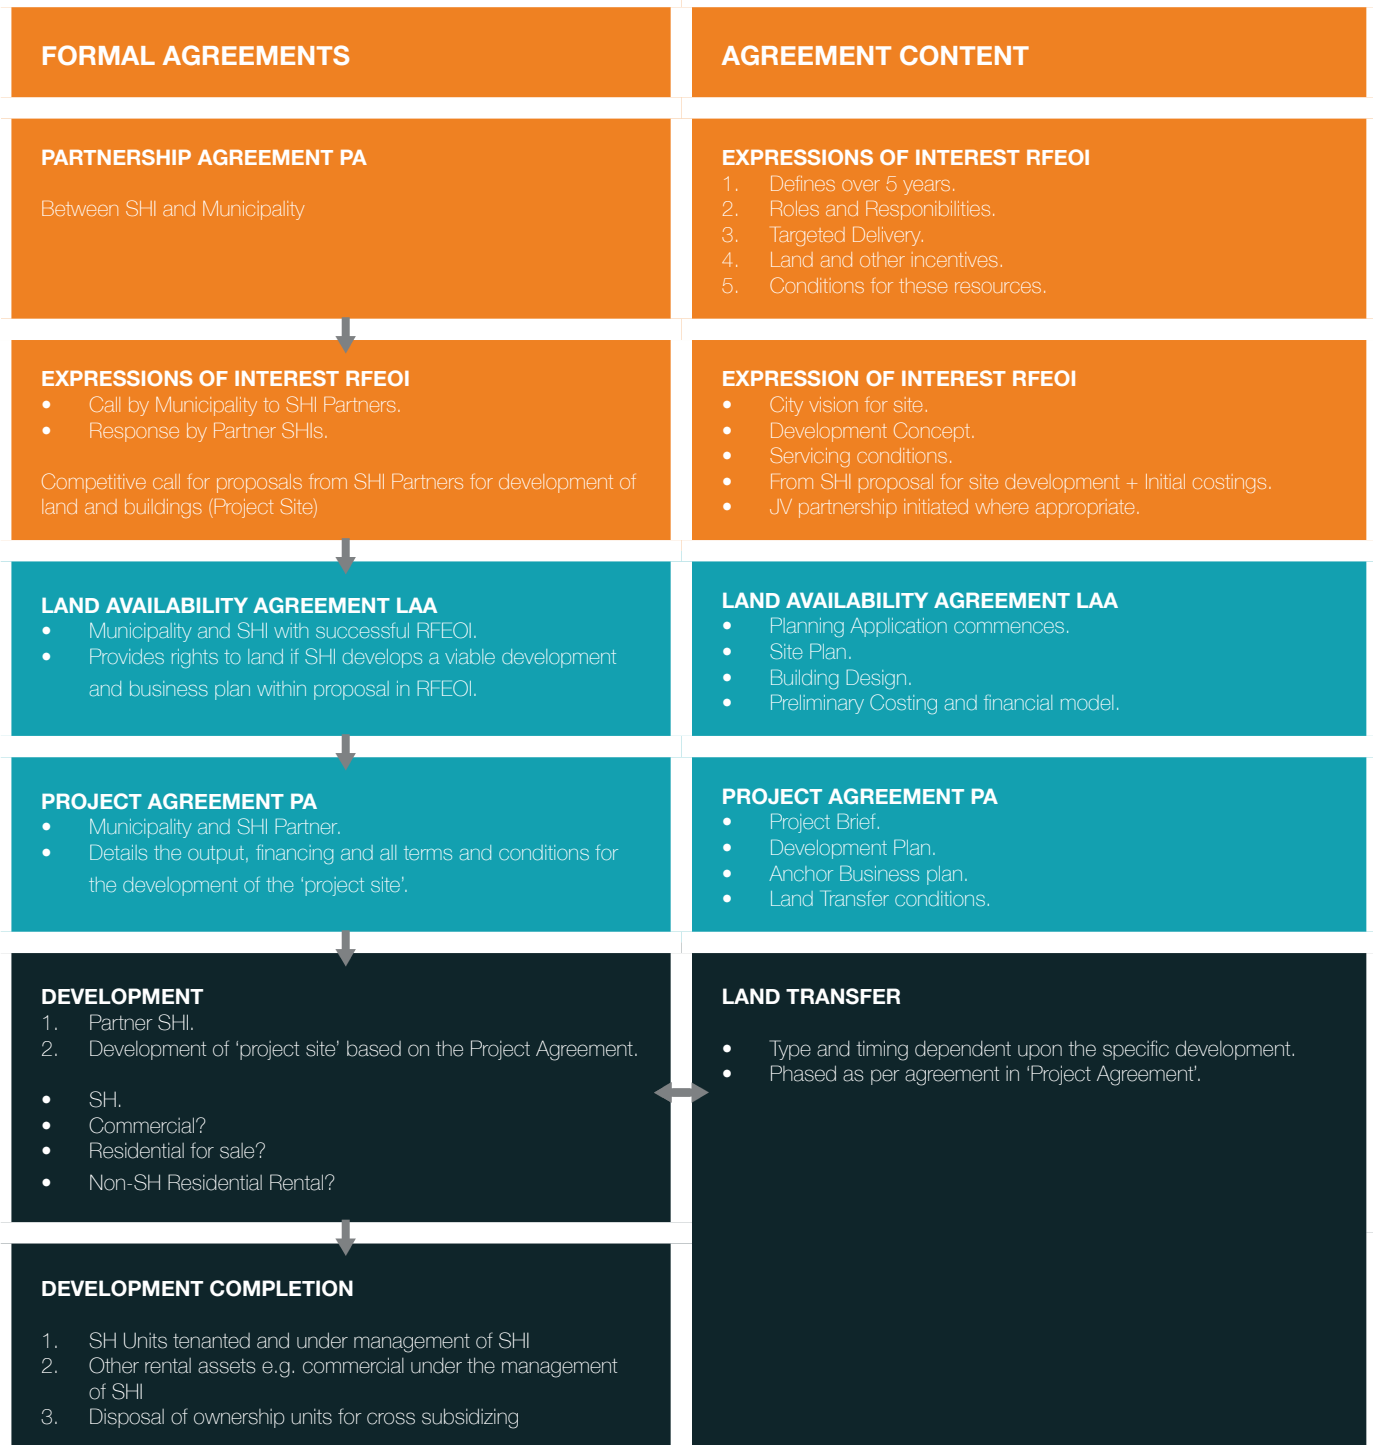 FORMAL AGREEMENTS
AGREEMENT CONTENT
PARTNERSHIP AGREEMENT PA
Between SHI and Municipality
EXPRESSIONS OF INTEREST RFEOI
1. Defines over 5 years.
2. Roles and Responibilities.
3. Targeted Delivery.
4. Land and other incentives.
5. Conditions for these resources.
EXPRESSIONS OF INTEREST RFEOI
• Call by Municipality to SHI Partners.
• Response by Partner SHIs.
Competitive call for proposals from SHI Partners for development of
land and buildings (Project Site)
EXPRESSION OF INTEREST RFEOI
• City vision for site.
• Development Concept.
• Servicing conditions.
• From SHI proposal for site development + Initial costings.
• JV partnership initiated where appropriate.
LAND AVAILABILITY AGREEMENT LAA
• Municipality and SHI with successful RFEOI.
• Provides rights to land if SHI develops a viable development
and business plan within proposal in RFEOI.
LAND AVAILABILITY AGREEMENT LAA
• Planning Application commences.
• Site Plan.
• Building Design.
• Preliminary Costing and financial model.
PROJECT AGREEMENT PA
• Municipality and SHI Partner.
• Details the output, financing and all terms and conditions for
the development of the ‘project site’.
PROJECT AGREEMENT PA
• Project Brief.
• Development Plan.
• Anchor Business plan.
• Land Transfer conditions.
DEVELOPMENT
1. Partner SHI.
2. Development of ‘project site’ based on the Project Agreement.
• SH.
• Commercial?
• Residential for sale?
• Non-SH Residential Rental?
LAND TRANSFER
• Type and timing dependent upon the specific development.
• Phased as per agreement in ‘Project Agreement’.
DEVELOPMENT COMPLETION
1. SH Units tenanted and under management of SHI
2. Other rental assets e.g. commercial under the management
of SHI
3. Disposal of ownership units for cross subsidizing